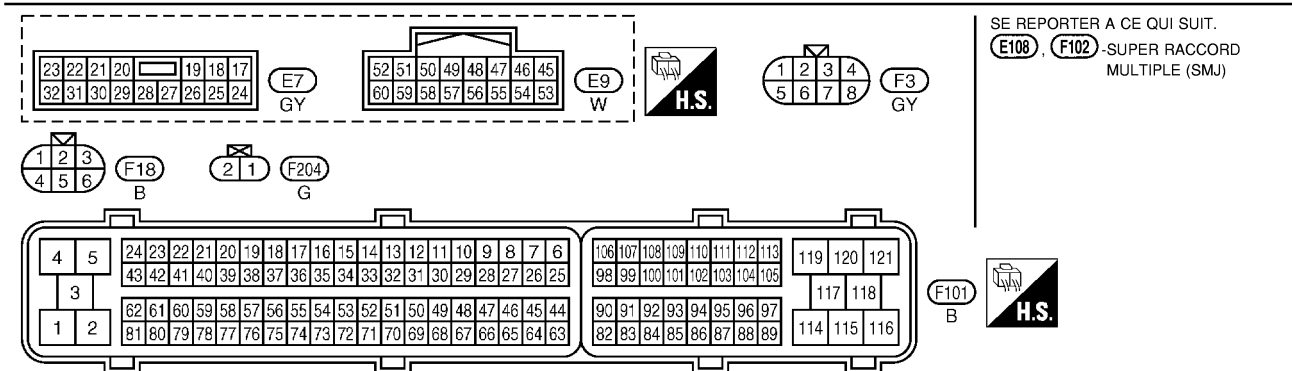 SE REPORTER A CE QUI SUIT.
E108 , F102 -SUPER RACCORD
MULTIPLE (SMJ)
23 22 21 20 19 18 17
32 31 30 29 28 27 26 25 24
E7
GY
52 51 50 49 48 47 46 45
60 59 58 57 56 55 54 53
E9
W
H.S.
1 2 3 4
5 6 7 8
F3
GY
1 2 3
4 5 6
F18
B
2 1
F204
G
4 5
3
1 2
24 23 22 21 20 19 18 17 16 15 14 13 12 11 10 9 8 7 6
43 42 41 40 39 38 37 36 35 34 33 32 31 30 29 28 27 26 25
62 61 60 59 58 57 56 55 54 53 52 51 50 49 48 47 46 45 44
81 80 79 78 77 76 75 74 73 72 71 70 69 68 67 66 65 64 63
106 107 108 109 110 111 112 113
98 99 100 101 102 103 104 105
90 91 92 93 94 95 96 97
82 83 84 85 86 87 88 89
119 120 121
117 118
114 115 116
F101
B
H.S.